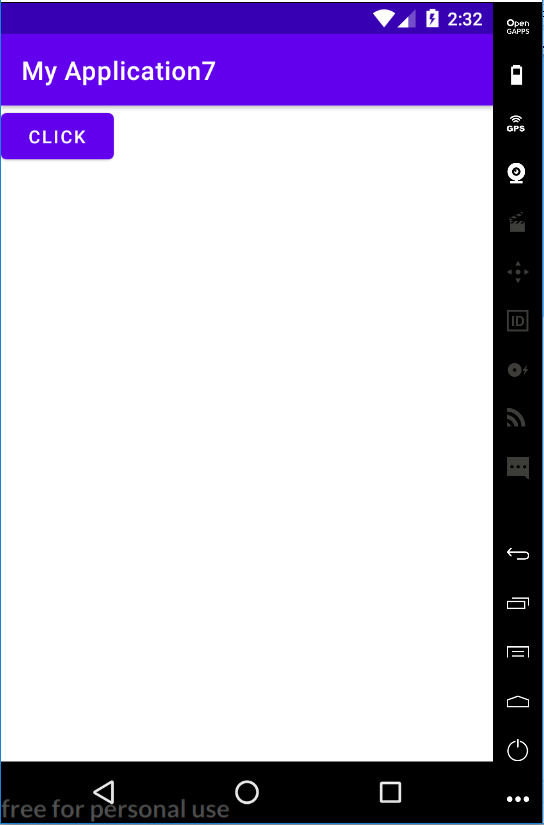 2:32
Open
GAPPS
My Application7
GPS
CLICK
ID
free for personal use